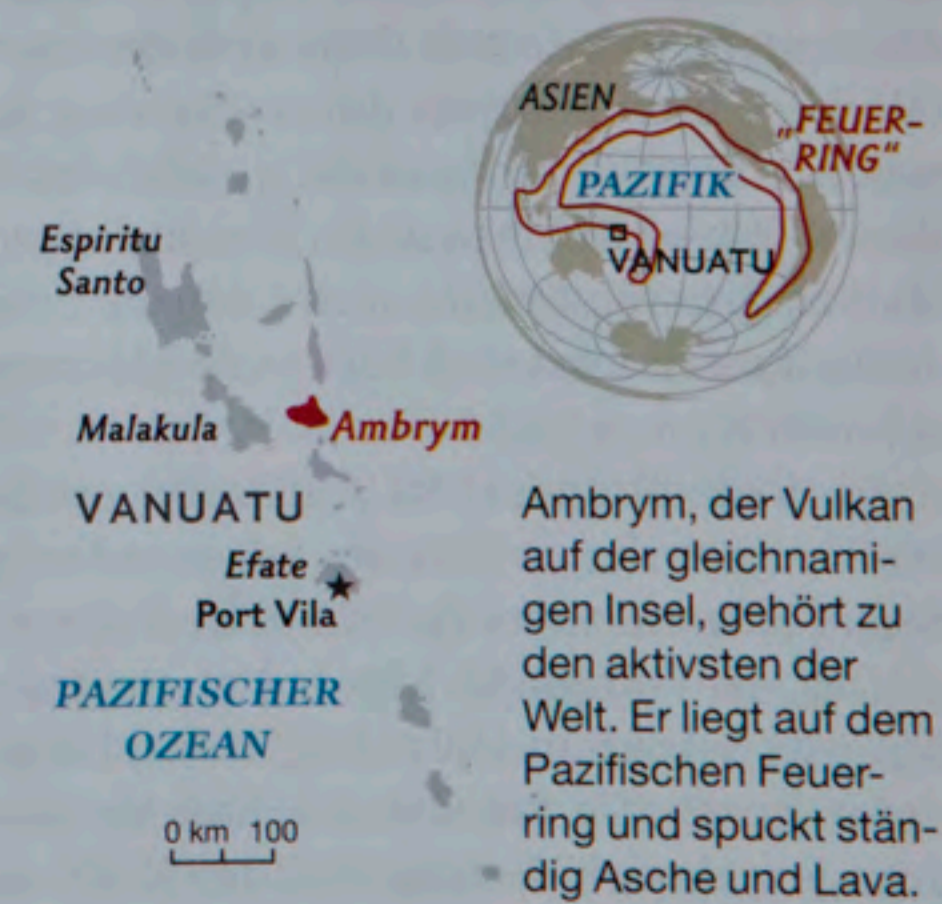 ASIEN
„FEUER-
RING“
PAZIFIK
VANUATU
Espiritu
Santo
Malakula
Ambrym
VANUATU
Efate
Port Vila
PAZIFISCHER
OZEAN
0 km 100
Ambrym, der Vulkan
auf der gleichnami-
gen Insel, gehört zu
den aktivsten der
Welt. Er liegt auf dem
Pazifischen Feuer-
ring und spuckt stän-
dig Asche und Lava.